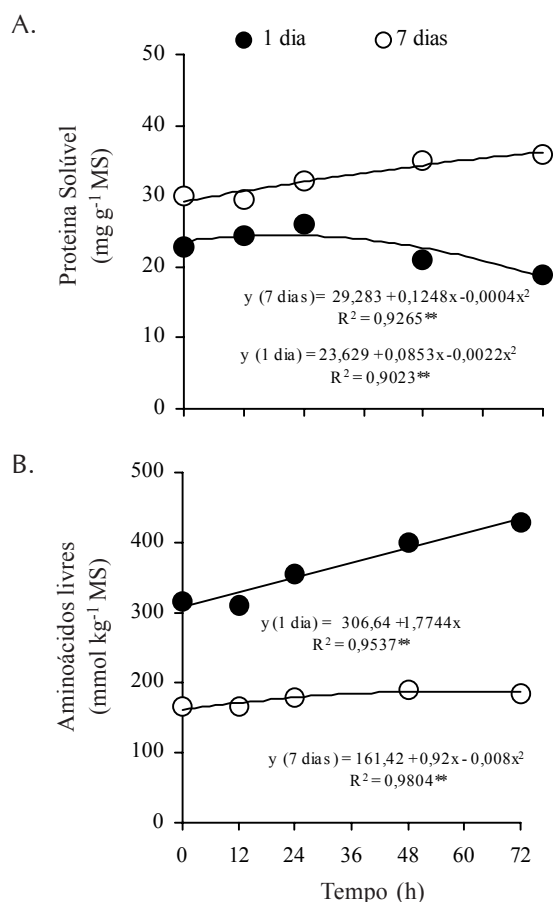 A.
1 dia 7 dias
50
40
30
20
10
0
Proteina Solúvel
(mg g⁻¹ MS)
y (7 dias)= 29,283 +0,1248x-0,0004x²
R² = 0,9265**
y (1 dia)=23,629 +0,0853x-0,0022x²
R² = 0,9023**
B.
500
400
300
200
100
0
Aminoácidos livres
(mmol kg⁻¹ MS)
y (1 dia) = 306,64 +1,7744x
R² = 0,9537**
y (7 dias)=161,42 +0,92x- 0,008x²
R² = 0,9804**
0 12 24 36 48 60 72
Tempo (h)